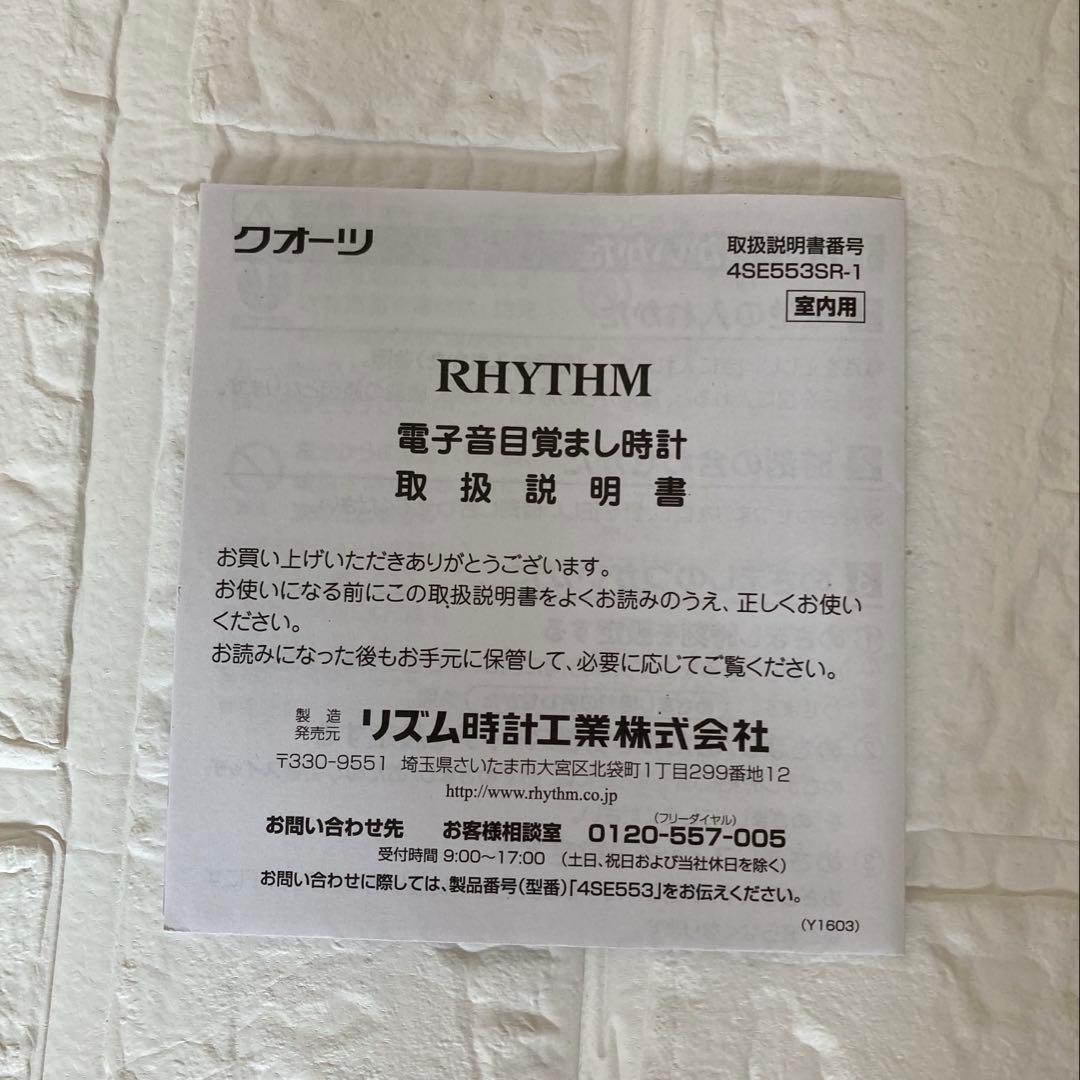 クオーツ
取扱説明書番号
4SE553SR-1
室内用
RHYTHM
電子音目覚まし時計
取扱説明書
お買い上げいただきありがとうございます。
お使いになる前にこの取扱説明書をよくお読みのうえ、正しくお使い
ください。
お読みになった後もお手元に保管して、必要に応じてご覧ください。
製造
発売元 リズム時計工業株式会社
〒330-9551 埼玉県さいたま市大宮区北袋町1丁目299番地12
http://www.rhythm.co.jp
(フリーダイヤル)
お問い合わせ先 お客様相談室 0120-557-005
受付時間 9:00〜17:00 (土日、祝日および当社休日を除く)
お問い合わせに際しては、製品番号(型番)「4SE553」をお伝えください。
(Y1603)